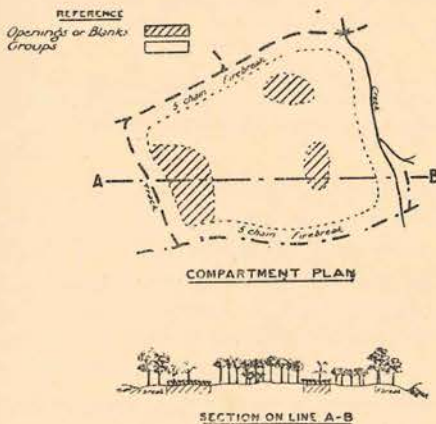 REFERENCE
Openings or Blanks
Groups
5 chain Firebreak
Creek
A
B
Track
5 chain Firebreak
COMPARTMENT PLAN
SECTION ON LINE A-B